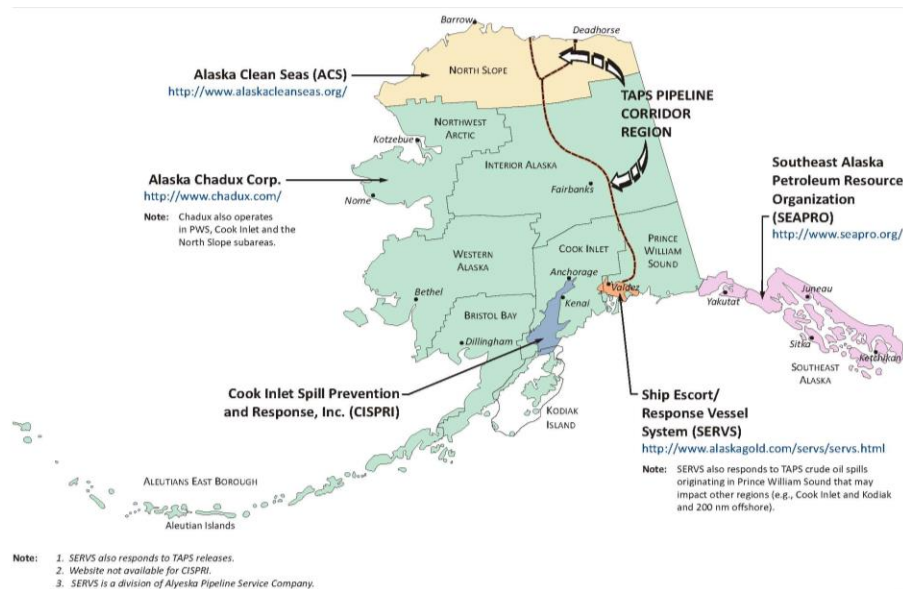 Barrow
Deadhorse
NORTH SLOPE
Alaska Clean Seas (ACS)
http://www.alaskacleanseas.org/
TAPS PIPELINE
CORRIDOR
REGION
NORTHWEST
ARCTIC
Kotzebue
INTERIOR ALASKA
Southeast Alaska
Petroleum Resource
Organization
(SEAPRO)
http://www.seapro.org/
Alaska Chadux Corp.
http://www.chadux.com/
Fairbanks
Nome
Note: Chadux also operates
in PWS, Cook Inlet and the
North Slope subareas.
WESTERN
ALASKA
COOK INLET
PRINCE
WILLIAM
SOUND
Anchorage
Bethel
Kenai
Valdez
Yakutat
Juneau
BRISTOL BAY
Dillingham
Sitka
Ketchikan
SOUTHEAST
ALASKA
Cook Inlet Spill Prevention
and Response, Inc. (CISPRI)
KODIAK
ISLAND
Ship Escort/
Response Vessel
System (SERVS)
http://www.alaskagold.com/servs/servs.html
Note: SERVS also responds to TAPS crude oil spills
originating in Prince William Sound that may
impact other regions (e.g., Cook Inlet and Kodiak
and 200 nm offshore).
ALEUTIANS EAST BOROUGH
Aleutian Islands
Note: 1. SERVS also responds to TAPS releases.
2. Website not available for CISPRI.
3. SERVS is a division of Alyeska Pipeline Service Company.